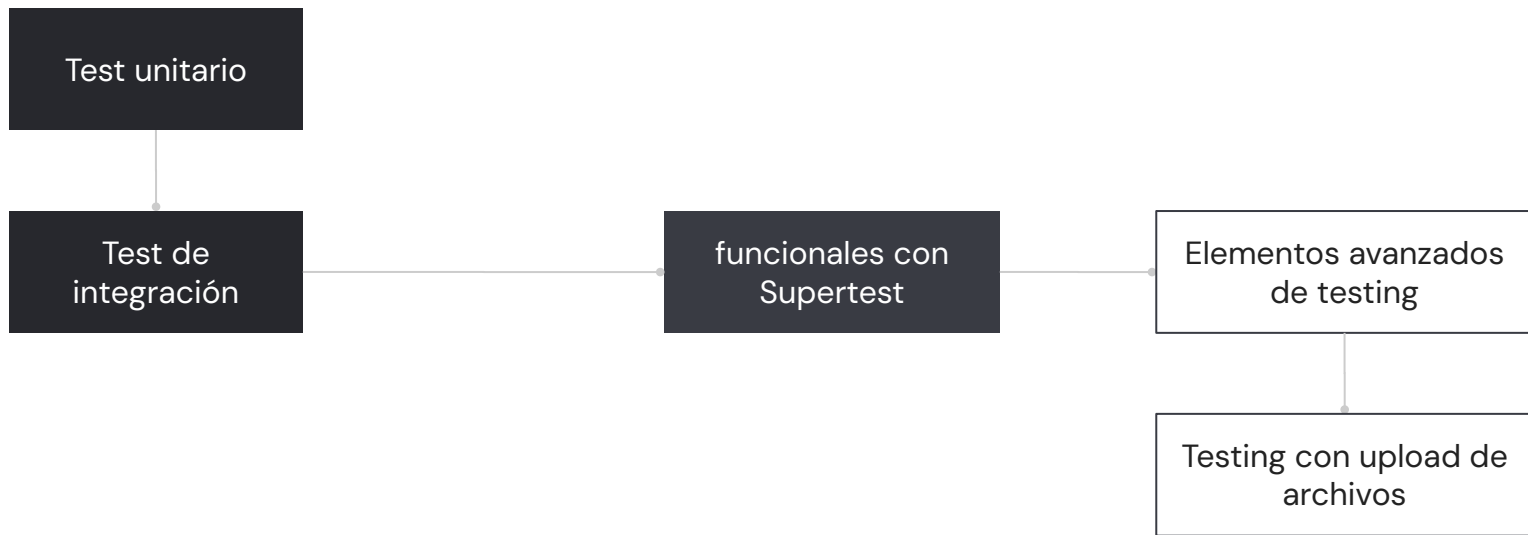 Test unitario
Test de
integración
funcionales con
Supertest
Elementos avanzados
de testing
Testing con upload de
archivos